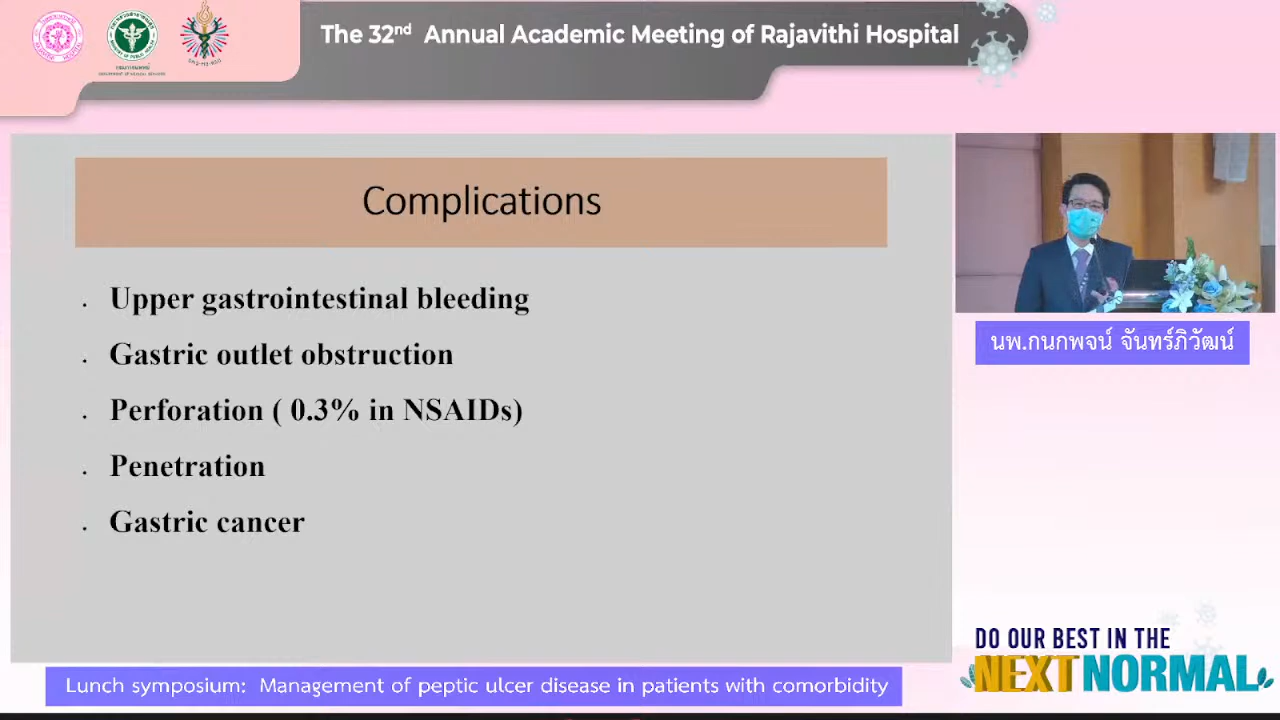 The 32nd Annual Academic Meeting of Rajavithi Hospital
Complications
. Upper gastrointestinal bleeding
. Gastric outlet obstruction
. Perforation ( 0.3% in NSAIDs)
. Penetration
. Gastric cancer
นพ.กนกพจน์ จันทร์ภิวัฒน์
DO OUR BEST IN THE
NEXT NORMAL
Lunch symposium: Management of peptic ulcer disease in patients with comorbidity